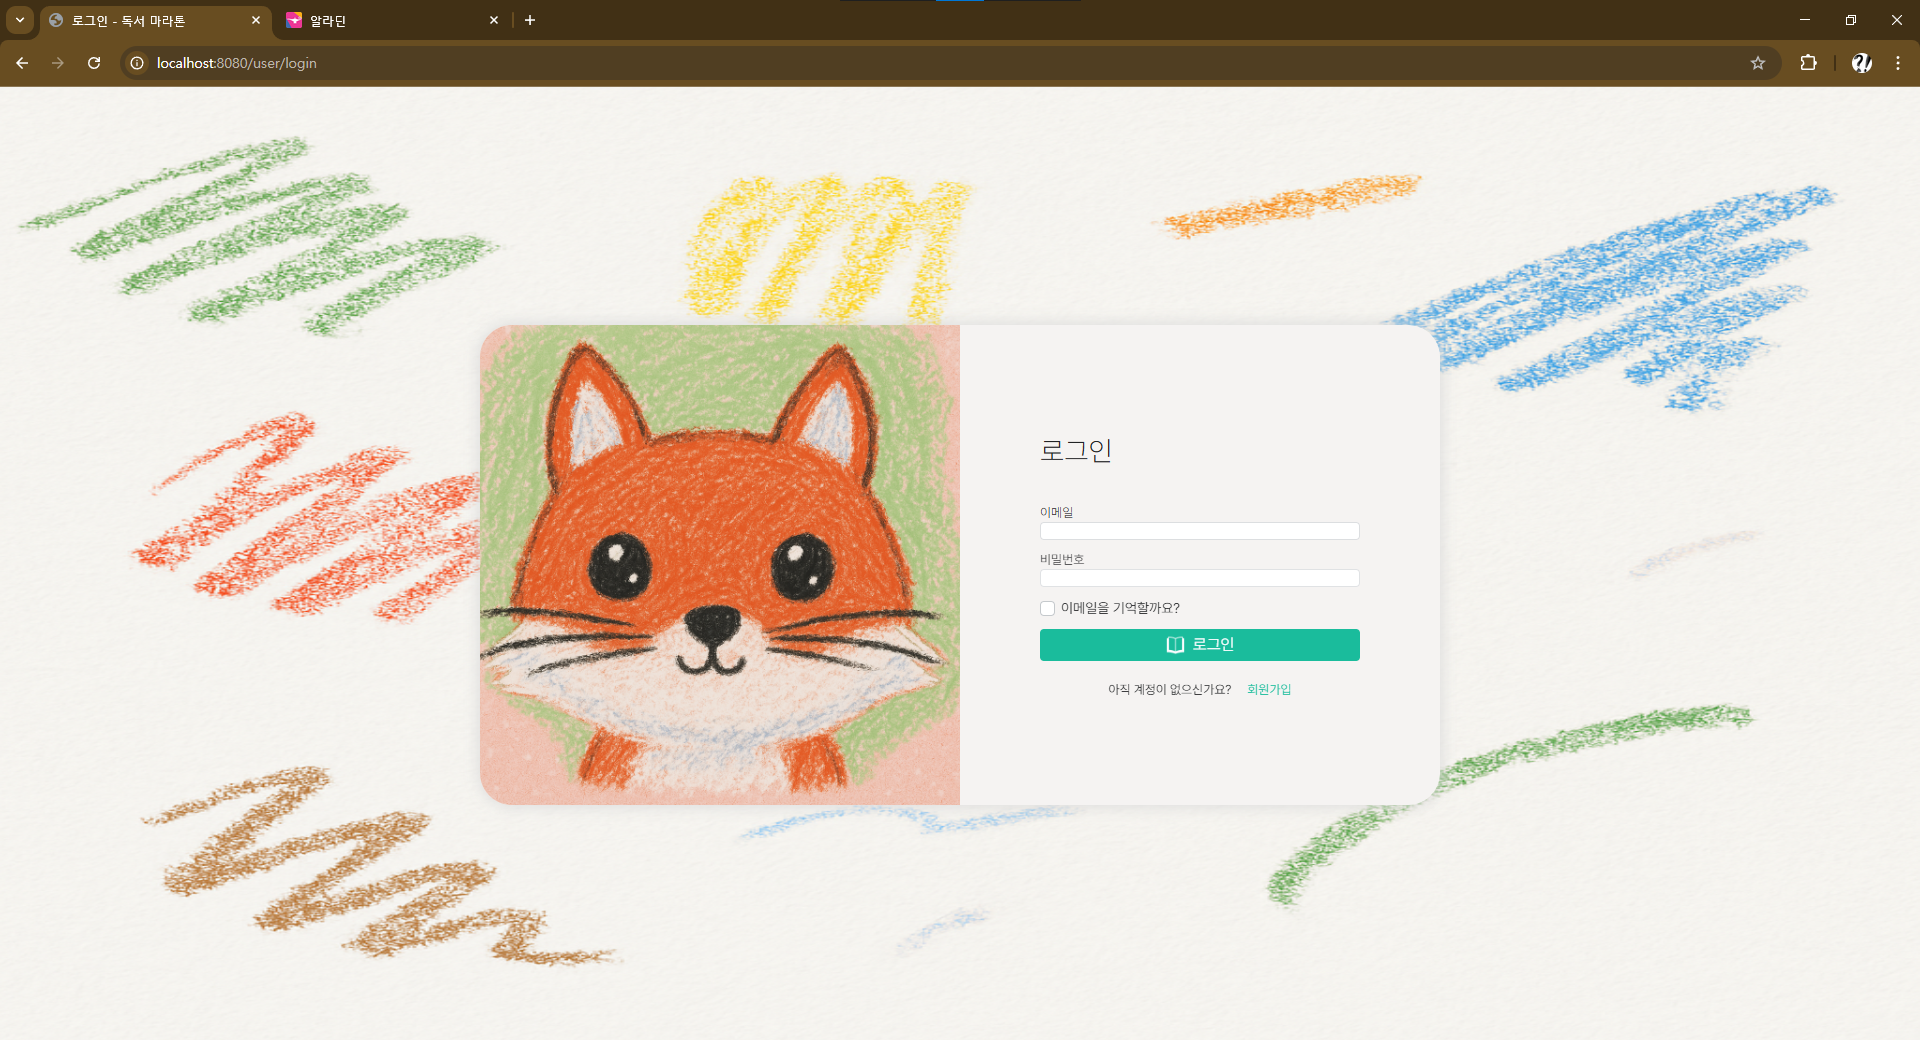 로그인 - 독서 마라톤
알라딘
localhost:8080/user/login
로그인
이메일
비밀번호
이메일을 기억할까요?
로그인
아직 계정이 없으신가요? 회원가입